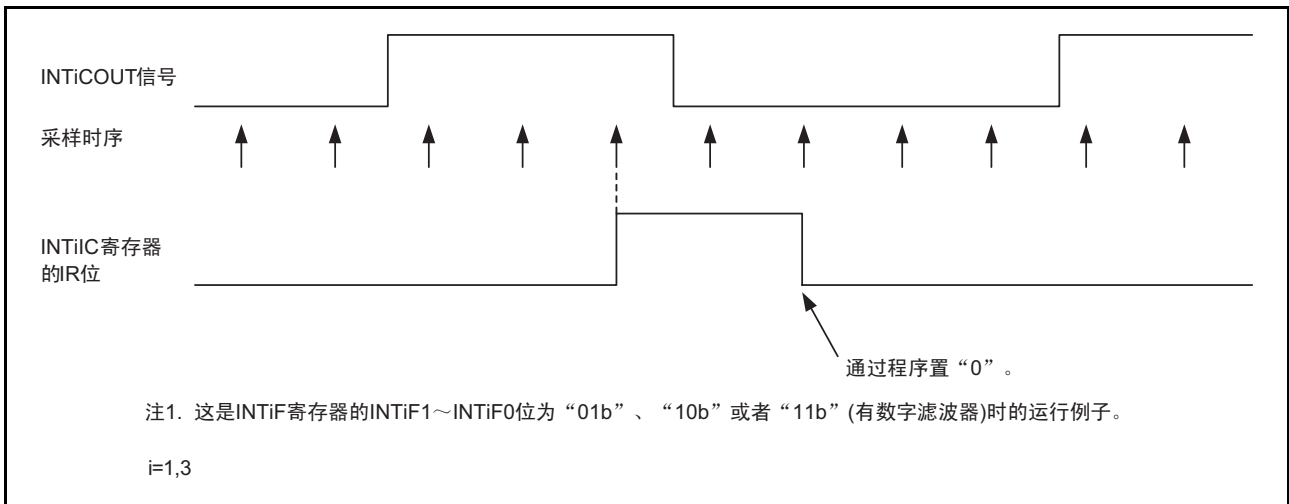 INTiCOUT信号
采样时序
INTiIC寄存器
的IR位
通过程序置“0”。
注1. 这是INTiF寄存器的INTiF1～INTiF0位为“01b”、“10b”或者“11b”(有数字滤波器)时的运行例子。
i=1,3